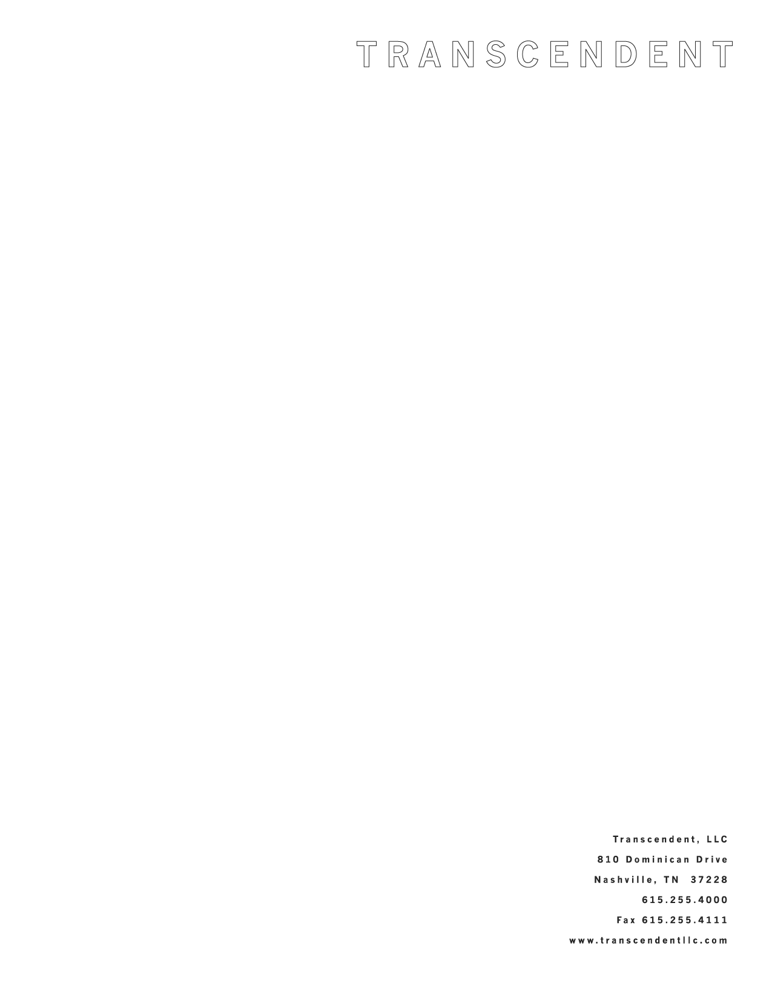 TRANSCENDENT
Transcendent, LLC
810 Dominican Drive
Nashville, TN  37228
615.255.4000
Fax 615.255.4111
www.transcendentllc.com